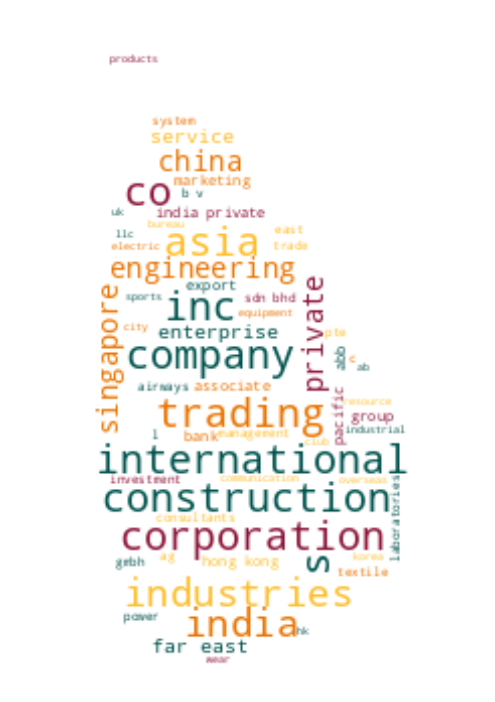 products
system
service
china
marketing
co b v
uk india private
bureau
llc east
asia
electric trade
engineering
export
singapore
sports inc sdn bhd
private
equipment
city enterprise pte
company abb c
ab
airways associate
pacific
resource
trading group
l bank management industrial
club
international
investment communication overseas
construction
laboratories
consultants
corporation
s
gmbh ag hong kong korea
textile
industries
power india hk
far east
wear